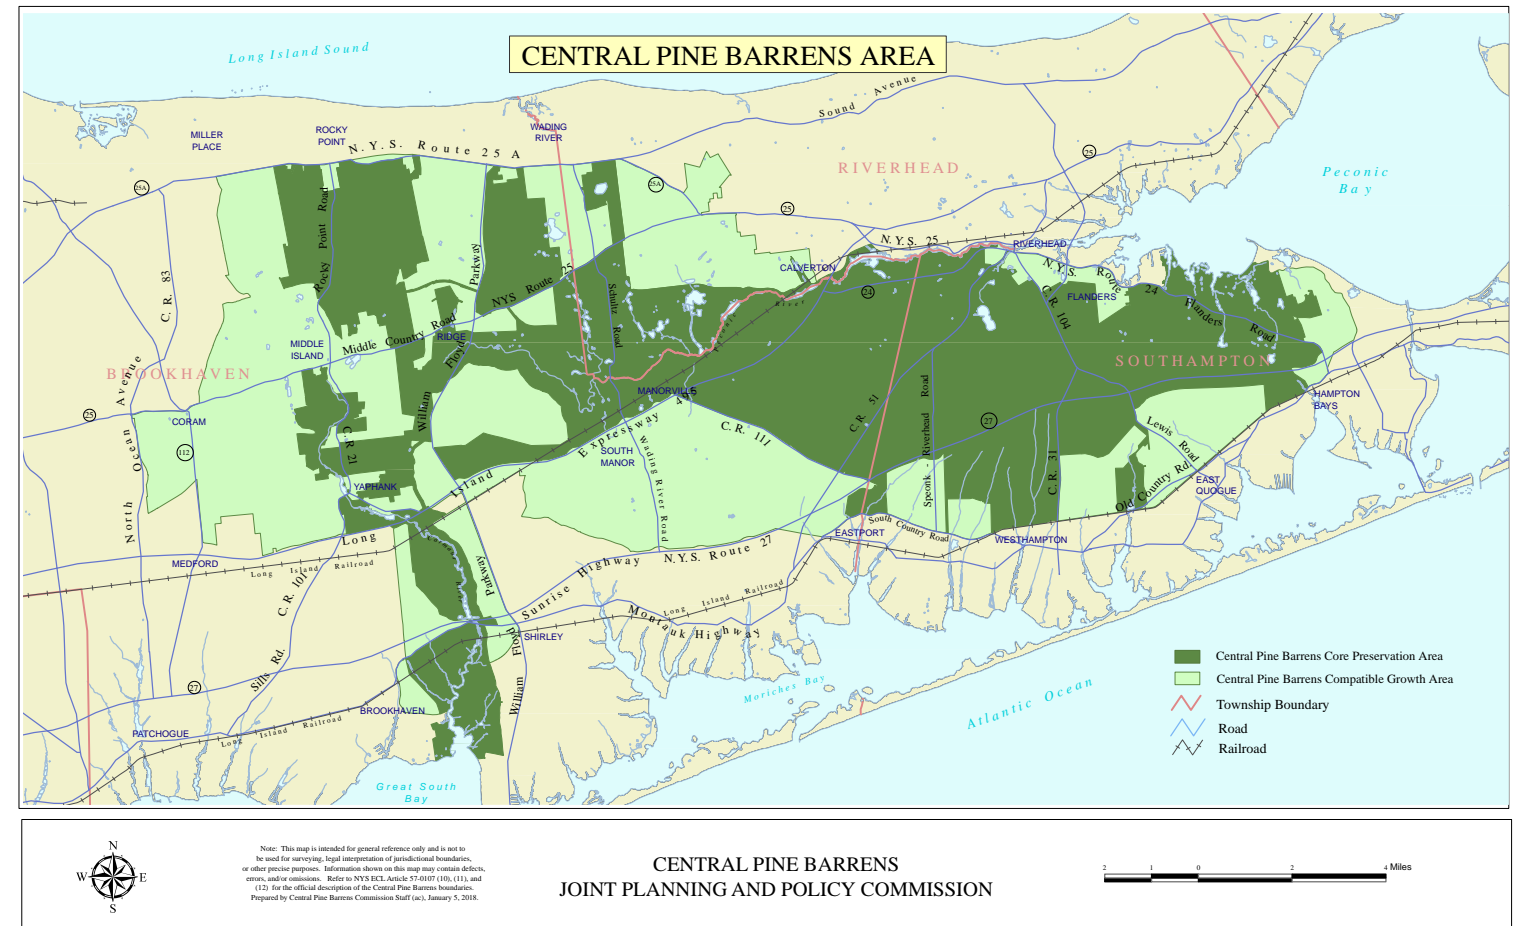 CENTRAL PINE BARRENS AREA
Long Island Sound
Sound Avenue
MILLER
PLACE
ROCKY
POINT
WADING
RIVER
N.Y.S. Route 25 A
RIVERHEAD
25
Peconic
Bay
25A
25A
25
Rocky Point Road
Parkway
N.Y.S. 25
RIVERHEAD
CALVERTON
C. R. 83
NYS Route 25
Schultz Road
24
River
N.Y.S. Route 24
FLANDERS
Flanders Road
C. R. 104
Middle Country Road
RIDGE
MIDDLE
ISLAND
Floyd
BROOKHAVEN
SOUTHAMPTON
North Ocean Avenue
MANORVILLE
495
HAMPTON
BAYS
25
CORAM
William
C. R. 51
Speonk - Riverhead Road
27
C. R. 111
Lewis Road
112
C. R. 21
Expressway
SOUTH
MANOR
Wading River Road
C. R. 31
YAPHANK
Island
Old Country Rd.
EAST
QUOGUE
South Country Road
EASTPORT
WESTHAMPTON
Long
N.Y.S. Route 27
MEDFORD
Long Island Railroad
C. R. 101
Carmans River
Parkway
Sunrise Highway
Long Island Railroad
Montauk Highway
SHIRLEY
Floyd
Sills Rd.
27
William
Moriches Bay
Atlantic Ocean
BROOKHAVEN
PATCHOGUE
Long Island Railroad
Great South
Bay
Central Pine Barrens Core Preservation Area
Central Pine Barrens Compatible Growth Area
Township Boundary
Road
Railroad
N
W E
S
Note: This map is intended for general reference only and is not to
be used for surveying, legal interpretation of jurisdictional boundaries,
or other precise purposes. Information shown on this map may contain defects,
errors, and/or omissions. Refer to NYS ECL Article 57-0107 (10), (11), and
(12) for the official description of the Central Pine Barrens boundaries.
Prepared by Central Pine Barrens Commission Staff (ac), January 5, 2018.
CENTRAL PINE BARRENS
JOINT PLANNING AND POLICY COMMISSION
2 1 0 2 4 Miles